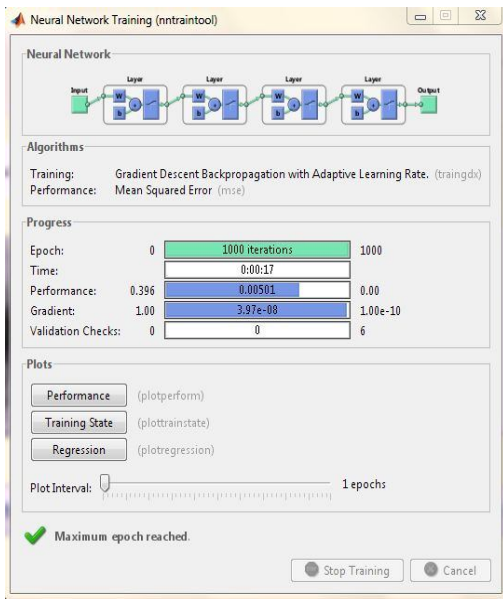 Neural Network Training (nntraintool)
Neural Network
Layer Layer Layer Layer
Input Output
W W W W
b b b b
Algorithms
Training: Gradient Descent Backpropagation with Adaptive Learning Rate. (traingdx)
Performance: Mean Squared Error (mse)
Progress
Epoch: 0 1000 iterations 1000
Time: 0:00:17
Performance: 0.396 0.00501 0.00
Gradient: 1.00 3.97e-08 1.00e-10
Validation Checks: 0 0 6
Plots
Performance (plotperform)
Training State (plottrainstate)
Regression (plotregression)
Plot Interval: 1 epochs
Maximum epoch reached.
Stop Training Cancel